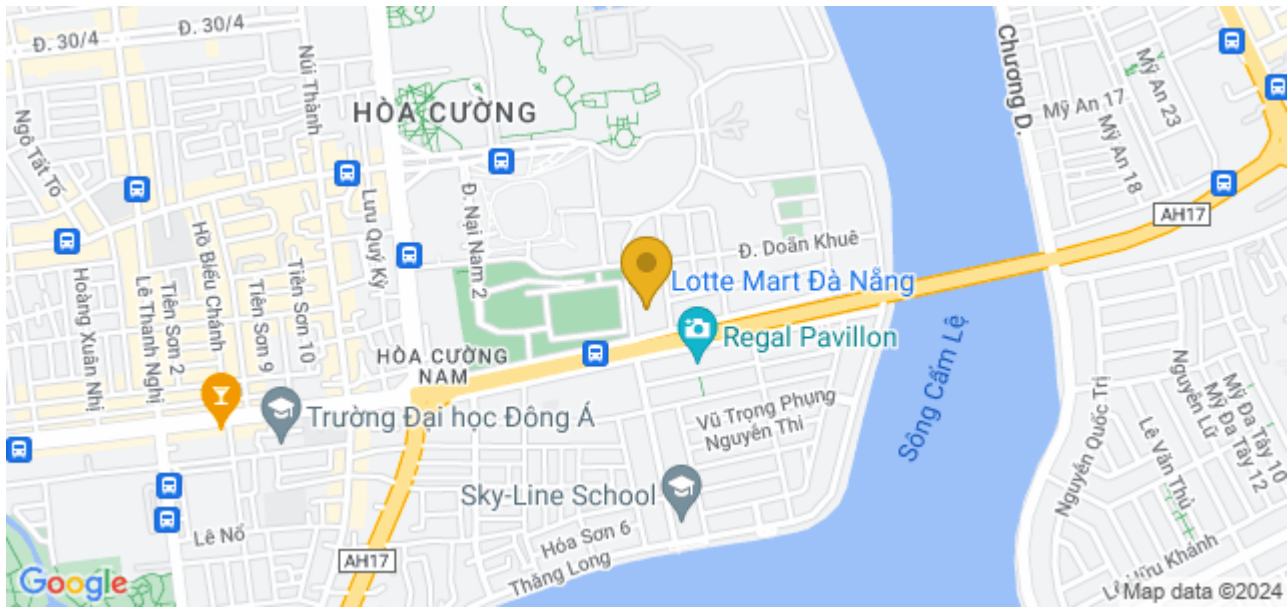 Đ. 30/4
Đ. 30/4
Núi Thành
Ngô Tất Tố
HÒA CƯỜNG
Chương D.
Mỹ An 23
Mỹ An 17
Mỹ An 18
AH17
Lưu Quý Kỳ
Đ. Nại Nam 2
Đ. Doãn Khuê
Lotte Mart Đà Nẵng
Regal Pavillon
Hoàng Xuân Nhị
Lê Thanh Nghị
Tiên Sơn 2
Hồ Biểu Chánh
Tiên Sơn 9
Tiên Sơn 10
HÒA CƯỜNG
NAM
Trường Đại học Đông Á
Vũ Trọng Phụng
Nguyễn Thi
Sông Cẩm Lệ
Nguyễn Quốc Trị
Lê Văn Thủ
Nguyễn Lữ
Mỹ Đa Tây 12
Mỹ Đa Tây 10
Sky-Line School
Lê Nổ
Hóa Sơn 6
Thăng Long
AH17
Hữu Khánh
Google
Map data ©2024